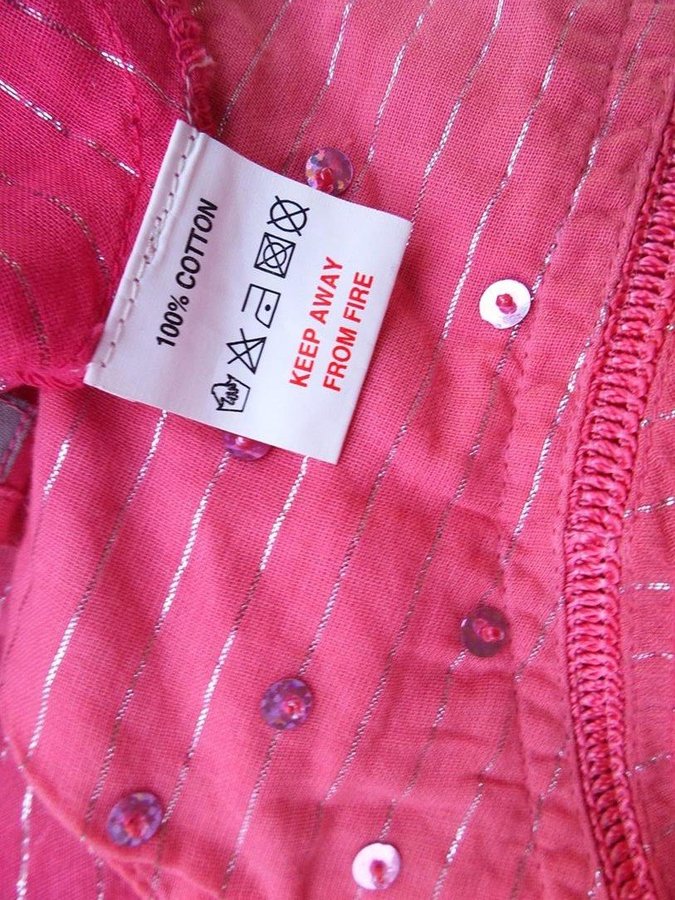 100% COTTON
KEEP AWAY
FROM FIRE